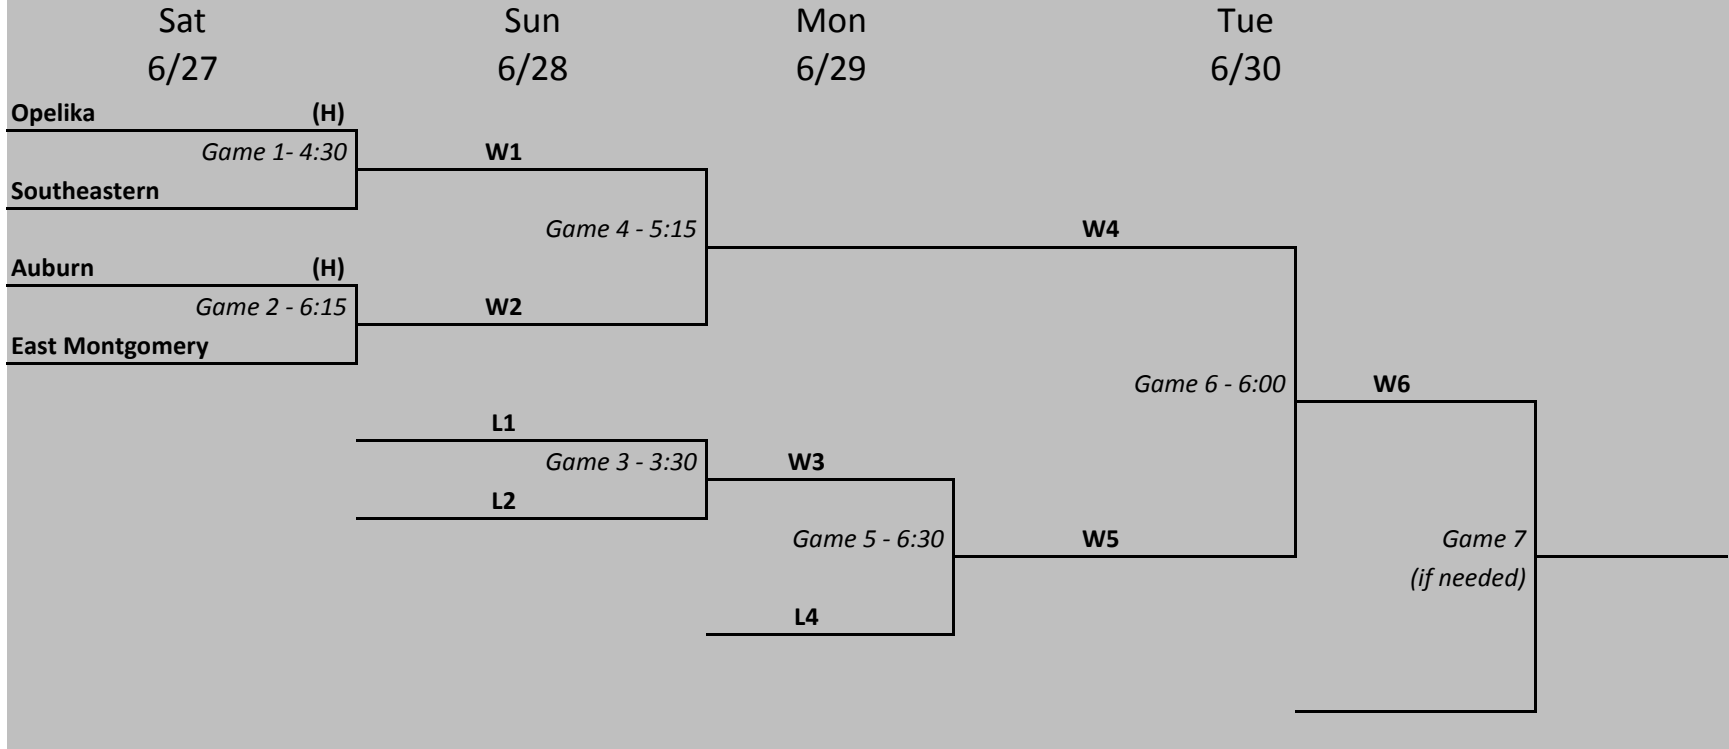 Sat Sun Mon Tue
6/27 6/28 6/29 6/30
Opelika (H)
Game 1- 4:30 W1
Southeastern
Game 4 - 5:15 W4
Auburn (H)
Game 2 - 6:15 W2
East Montgomery
Game 6 - 6:00 W6
L1
Game 3 - 3:30 W3
L2
Game 5 - 6:30 W5 Game 7
(if needed)
L4